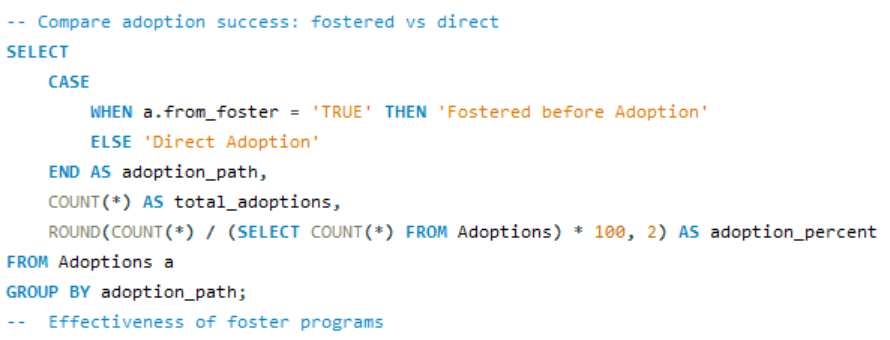 -- Compare adoption success: fostered vs direct
SELECT
    CASE
        WHEN a.from_foster = 'TRUE' THEN 'Fostered before Adoption'
        ELSE 'Direct Adoption'
    END AS adoption_path,
    COUNT(*) AS total_adoptions,
    ROUND(COUNT(*) / (SELECT COUNT(*) FROM Adoptions) * 100, 2) AS adoption_percent
FROM Adoptions a
GROUP BY adoption_path;
--  Effectiveness of foster programs